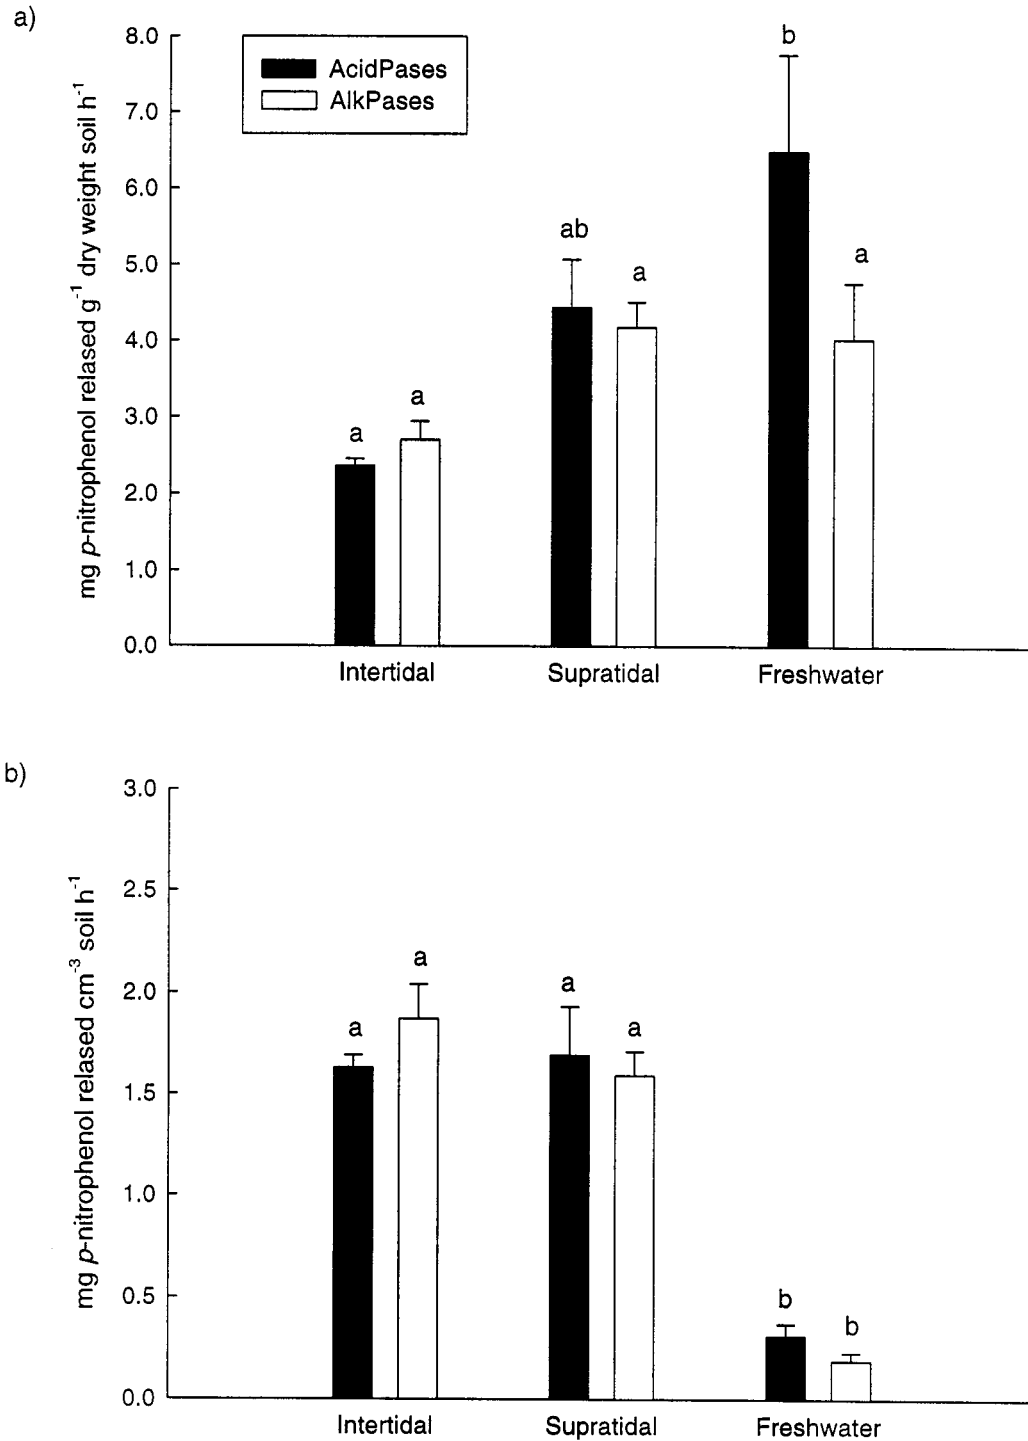 a)
8.0
7.0
6.0
5.0
4.0
3.0
2.0
1.0
0.0
mg p-nitrophenol relased g⁻¹ dry weight soil h⁻¹
AcidPases
AlkPases
a
a
ab
a
b
a
Intertidal Supratidal Freshwater
b)
3.0
2.5
2.0
1.5
1.0
0.5
0.0
mg p-nitrophenol relased cm⁻³ soil h⁻¹
a
a
a
a
b
b
Intertidal Supratidal Freshwater